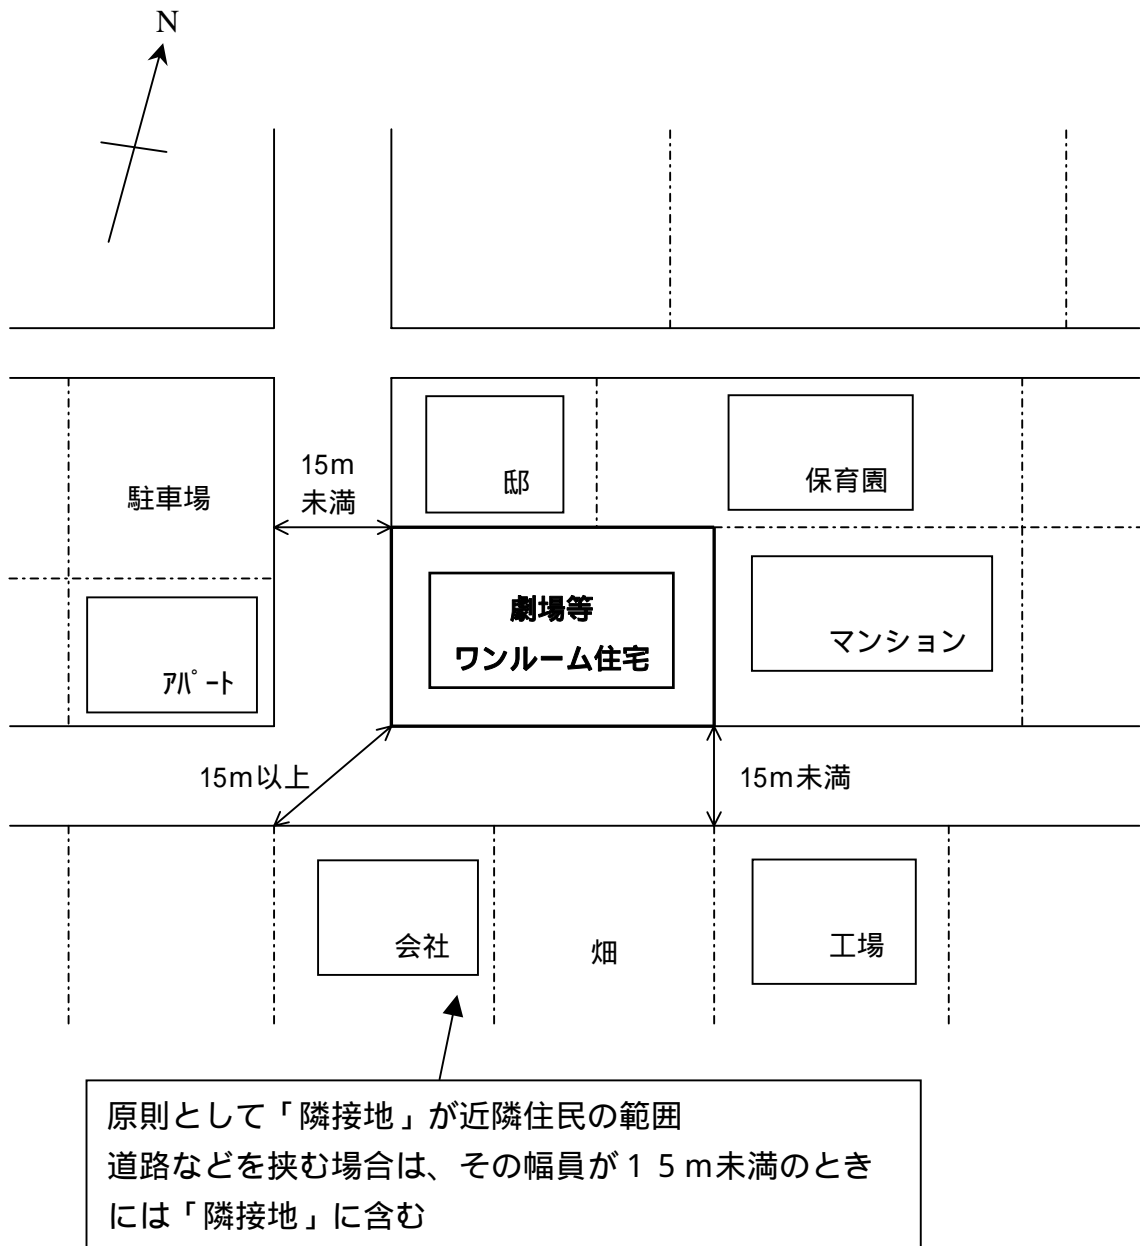 N
15m
未満
駐車場
邸
保育園
劇場等
ワンルーム住宅
マンション
ｱﾊﾟｰﾄ
15m以上
15m未満
会社
畑
工場
原則として「隣接地」が近隣住民の範囲
道路などを挟む場合は、その幅員が１５ｍ未満のとき
には「隣接地」に含む